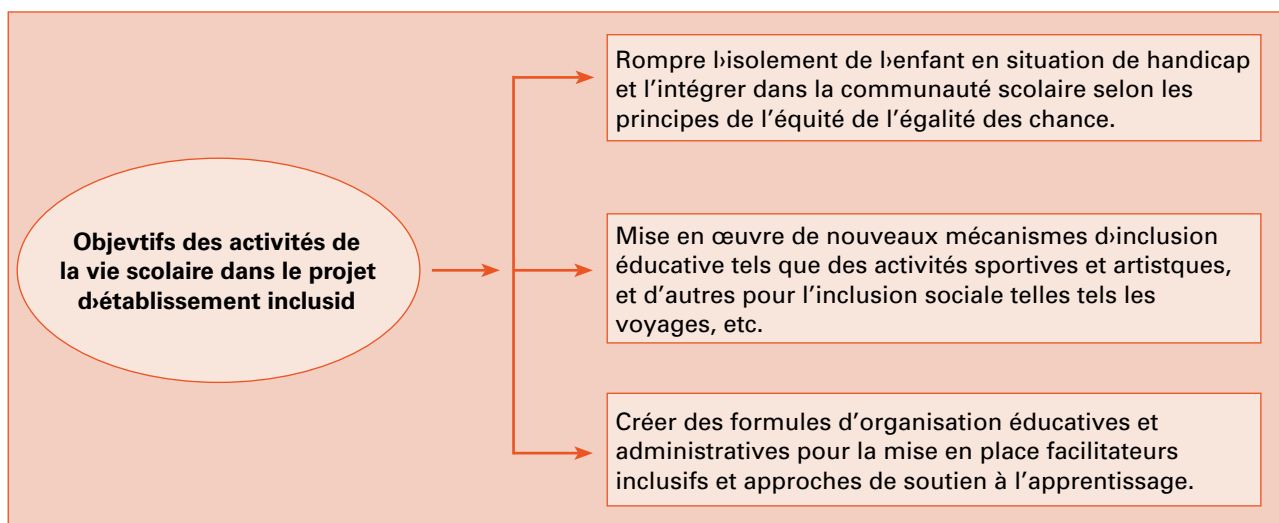 Rompre l›isolement de l›enfant en situation de handicap
et l'intégrer dans la communauté scolaire selon les
principes de l'équité de l'égalité des chance.
Objevtifs des activités de
la vie scolaire dans le projet
d›établissement inclusid
Mise en œuvre de nouveaux mécanismes d›inclusion
éducative tels que des activités sportives et artistques,
et d'autres pour l'inclusion sociale telles tels les
voyages, etc.
Créer des formules d'organisation éducatives et
administratives pour la mise en place facilitateurs
inclusifs et approches de soutien à l'apprentissage.